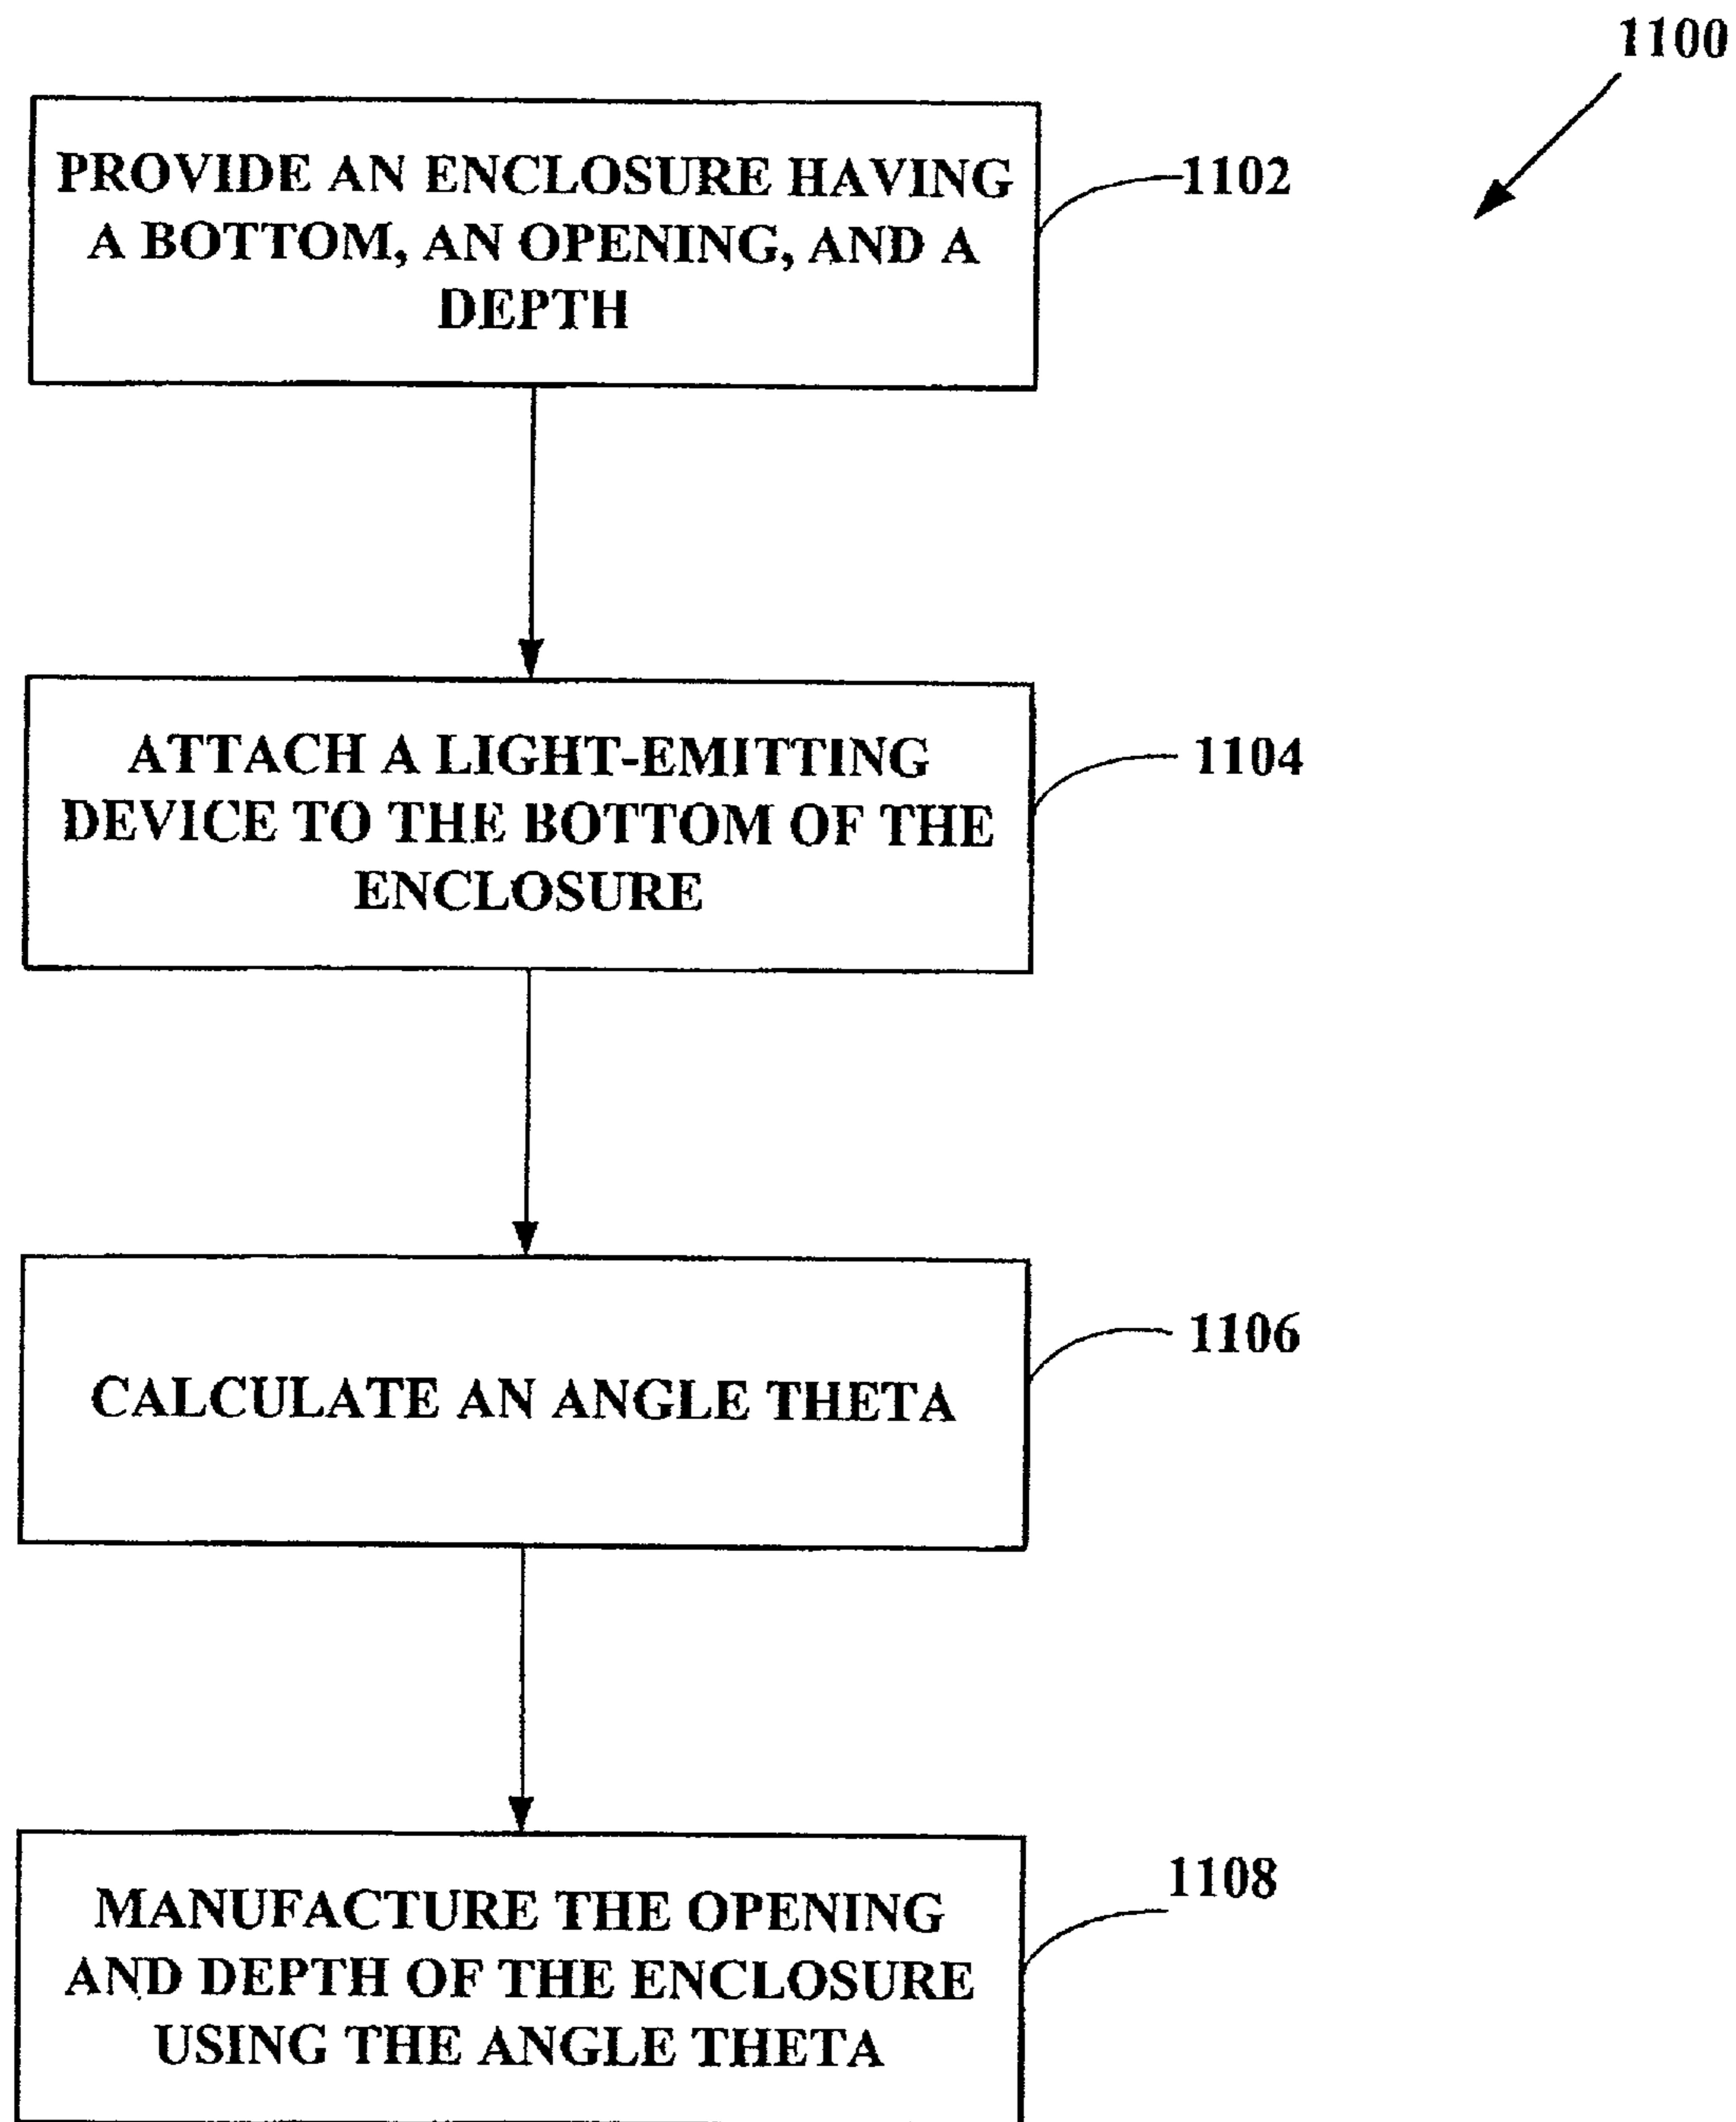 1100
PROVIDE AN ENCLOSURE HAVING
A BOTTOM, AN OPENING, AND A
DEPTH
1102
ATTACH A LIGHT-EMITTING
DEVICE TO THE BOTTOM OF THE
ENCLOSURE
1104
CALCULATE AN ANGLE THETA
1106
MANUFACTURE THE OPENING
AND DEPTH OF THE ENCLOSURE
USING THE ANGLE THETA
1108